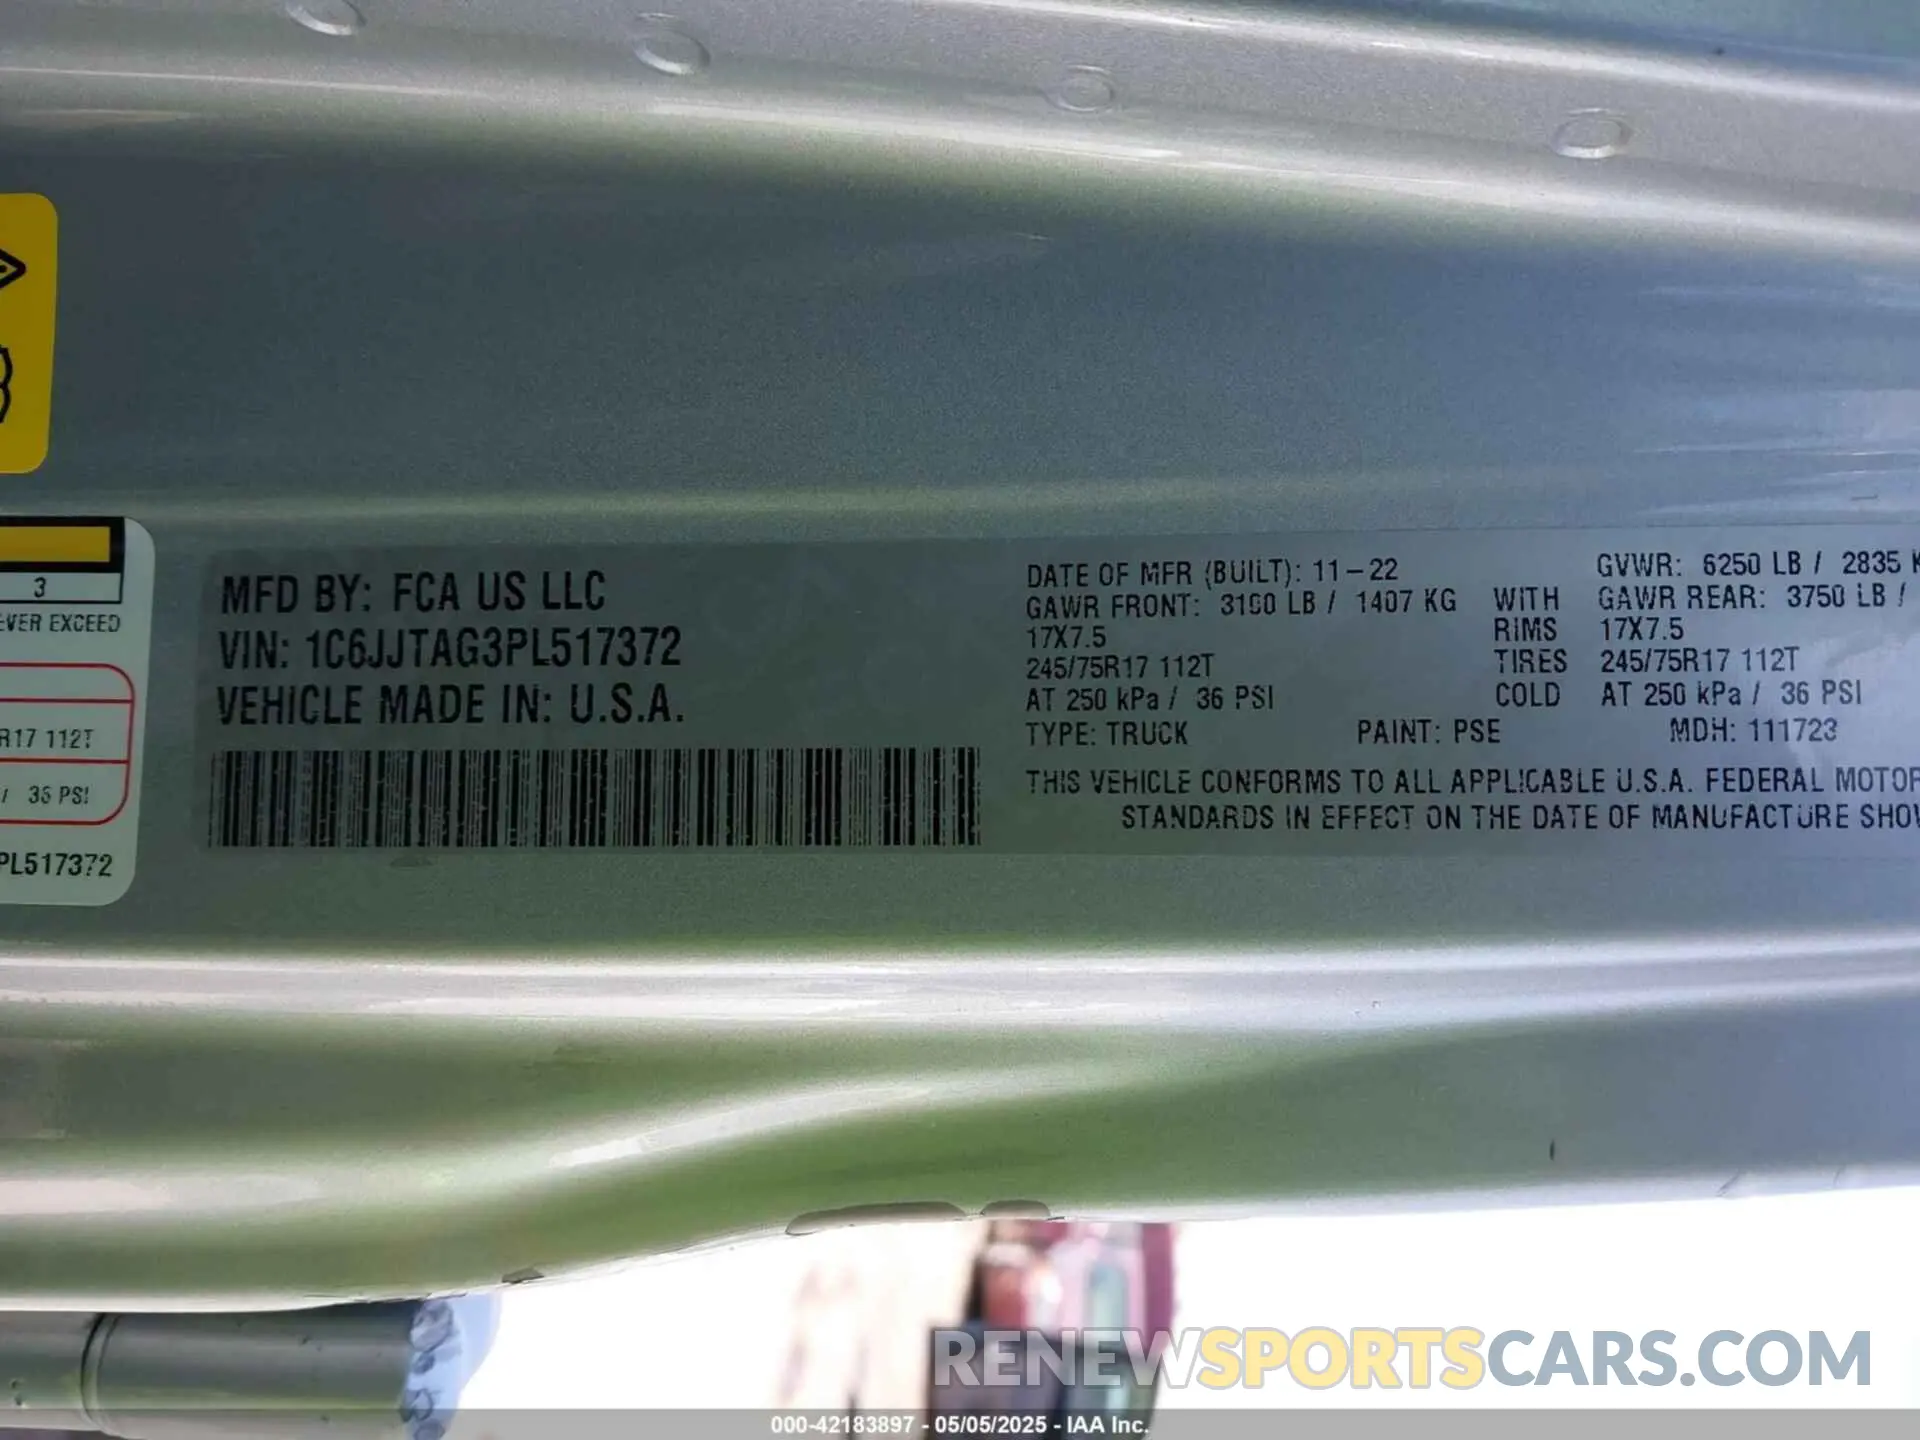 3
EVER EXCEED
R17 112T
/ 36 PSI
PL517372
MFD BY: FCA US LLC
VIN: 1C6JJTAG3PL517372
VEHICLE MADE IN: U.S.A.
DATE OF MFR (BUILT): 11-22 GVWR: 6250 LB / 2835 K
GAWR FRONT: 3100 LB / 1407 KG WITH GAWR REAR: 3750 LB /
17X7.5 RIMS 17X7.5
245/75R17 112T TIRES 245/75R17 112T
AT 250 kPa / 36 PSI COLD AT 250 kPa / 36 PSI
TYPE: TRUCK PAINT: PSE MDH: 111723
THIS VEHICLE CONFORMS TO ALL APPLICABLE U.S.A. FEDERAL MOTOR
STANDARDS IN EFFECT ON THE DATE OF MANUFACTURE SHOW
RENEWSPORTSCARS.COM
000-42183897 - 05/05/2025 - IAA Inc.